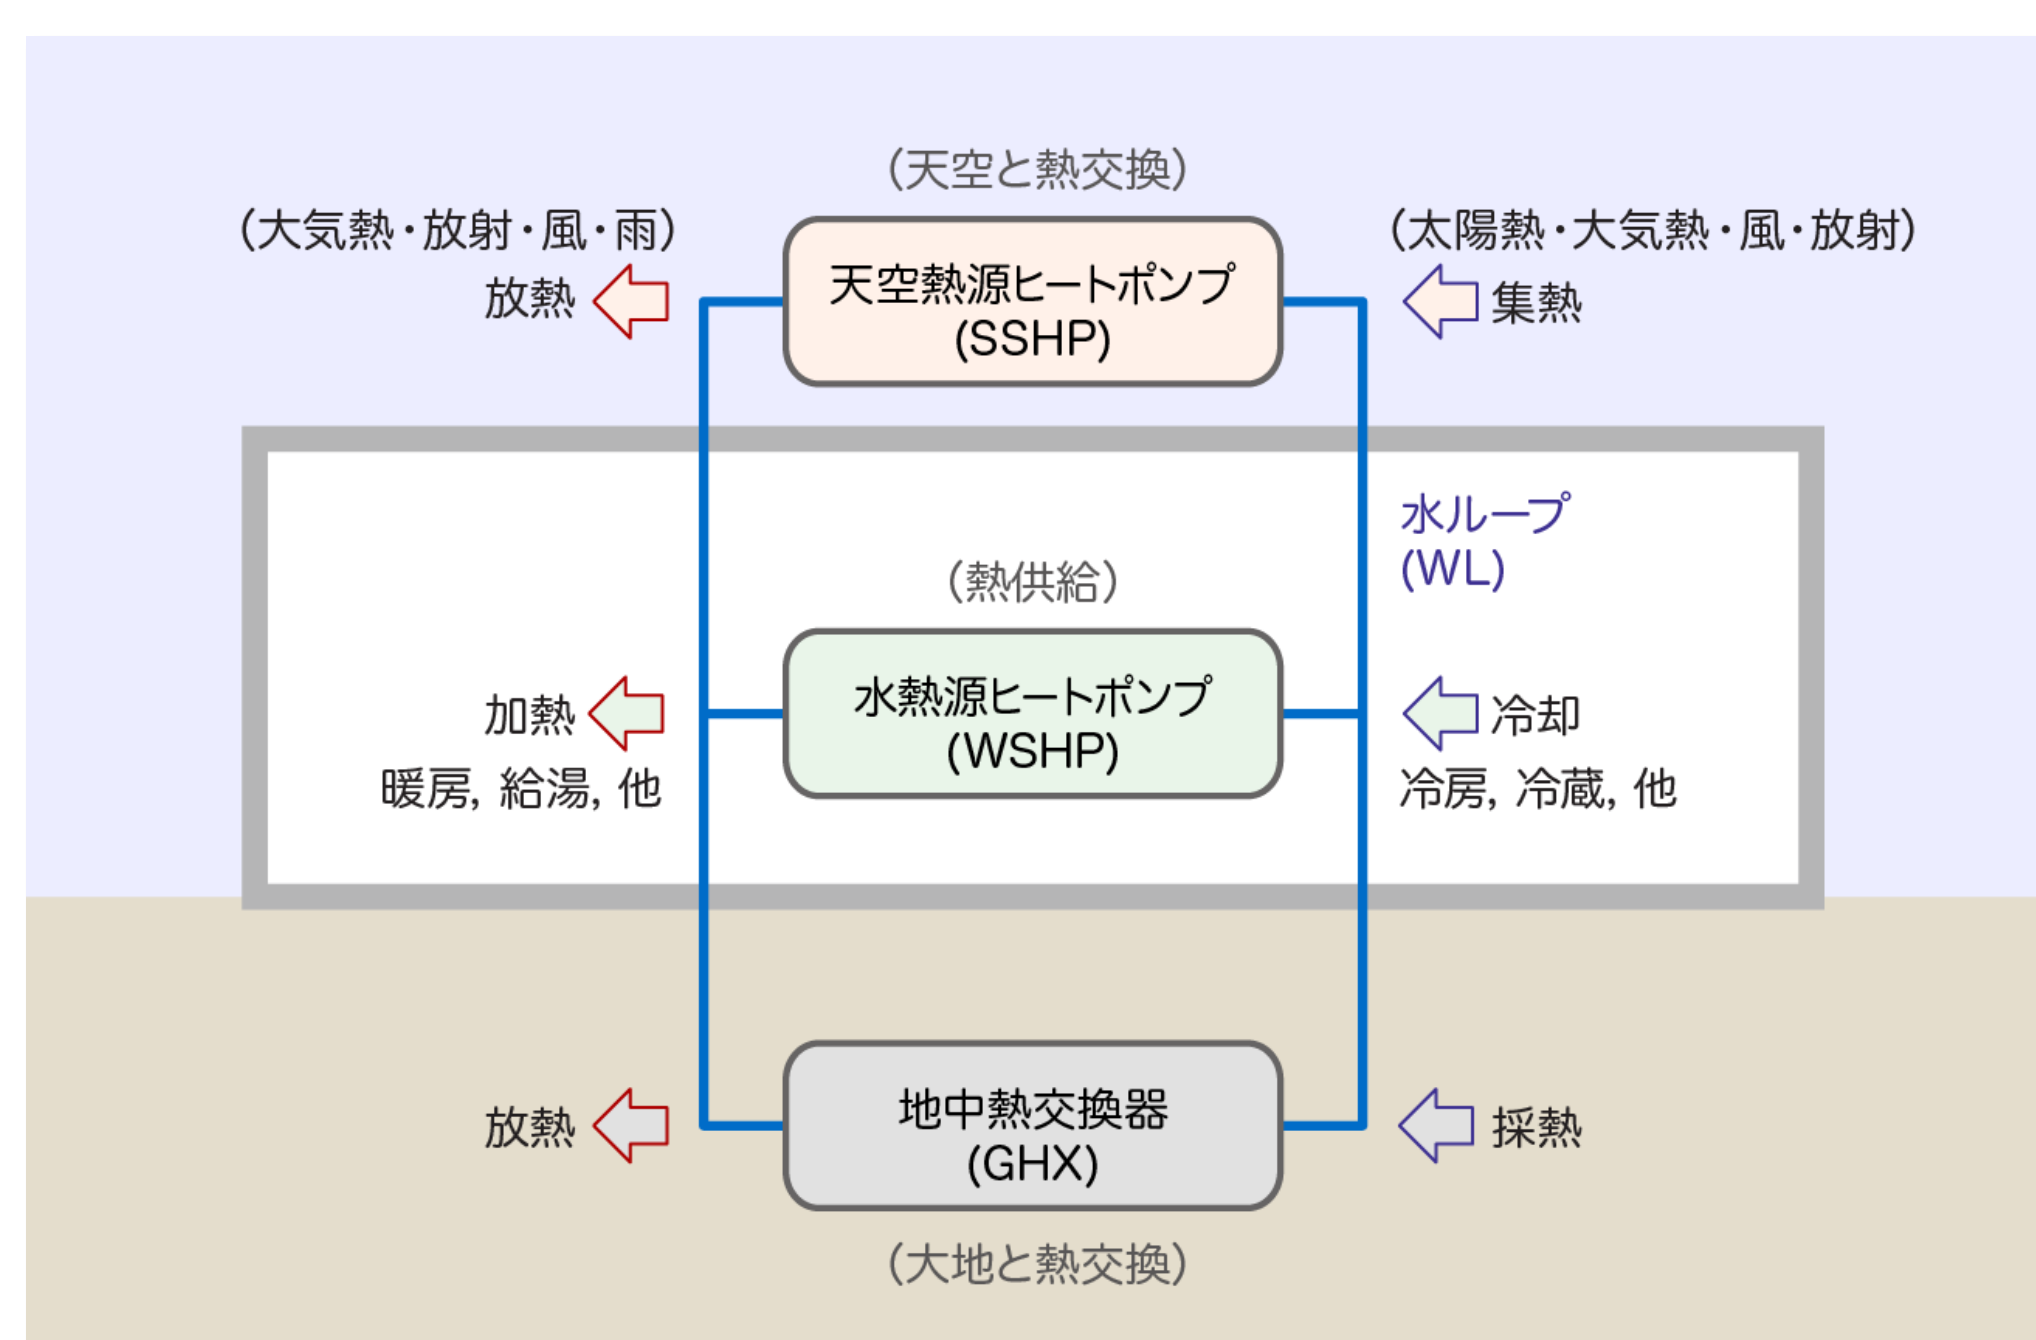 (天空と熱交換)
(大気熱・放射・風・雨)
(太陽熱・大気熱・風・放射)
放熱
天空熱源ヒートポンプ
(SSHP)
集熱
水ループ
(WL)
(熱供給)
加熱
暖房, 給湯, 他
水熱源ヒートポンプ
(WSHP)
冷却
冷房, 冷蔵, 他
放熱
地中熱交換器
(GHX)
採熱
(大地と熱交換)